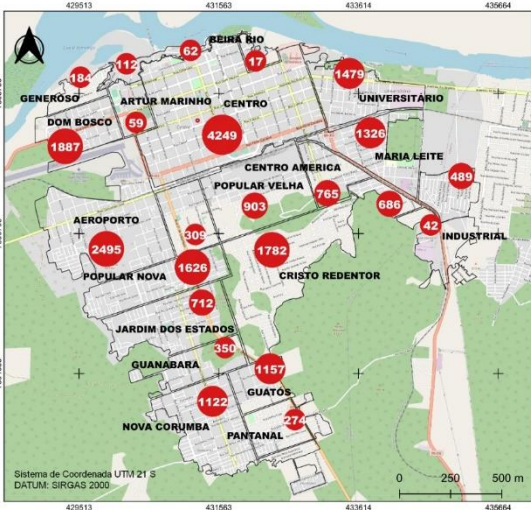 429513 431563 433614 435664
BEIRA RIO
62
112
17
184
1479
GENEROSO
ARTUR MARINHO
CENTRO
UNIVERSITÁRIO
DOM BOSCO
59
4249
1326
1887
MARIA LEITE
CENTRO AMERICA
POPULAR VELHA
765
489
903
686
AEROPORTO
42
309
INDUSTRIAL
2495
1782
1626
CRISTO REDENTOR
POPULAR NOVA
712
JARDIM DOS ESTADOS
350
GUANABARA
1157
GUATÓS
1122
NOVA CORUMBA
274
PANTANAL
Sistema de Coordenada UTM 21 S
DATUM: SIRGAS 2000
0 250 500 m
429513 431563 433614 435664